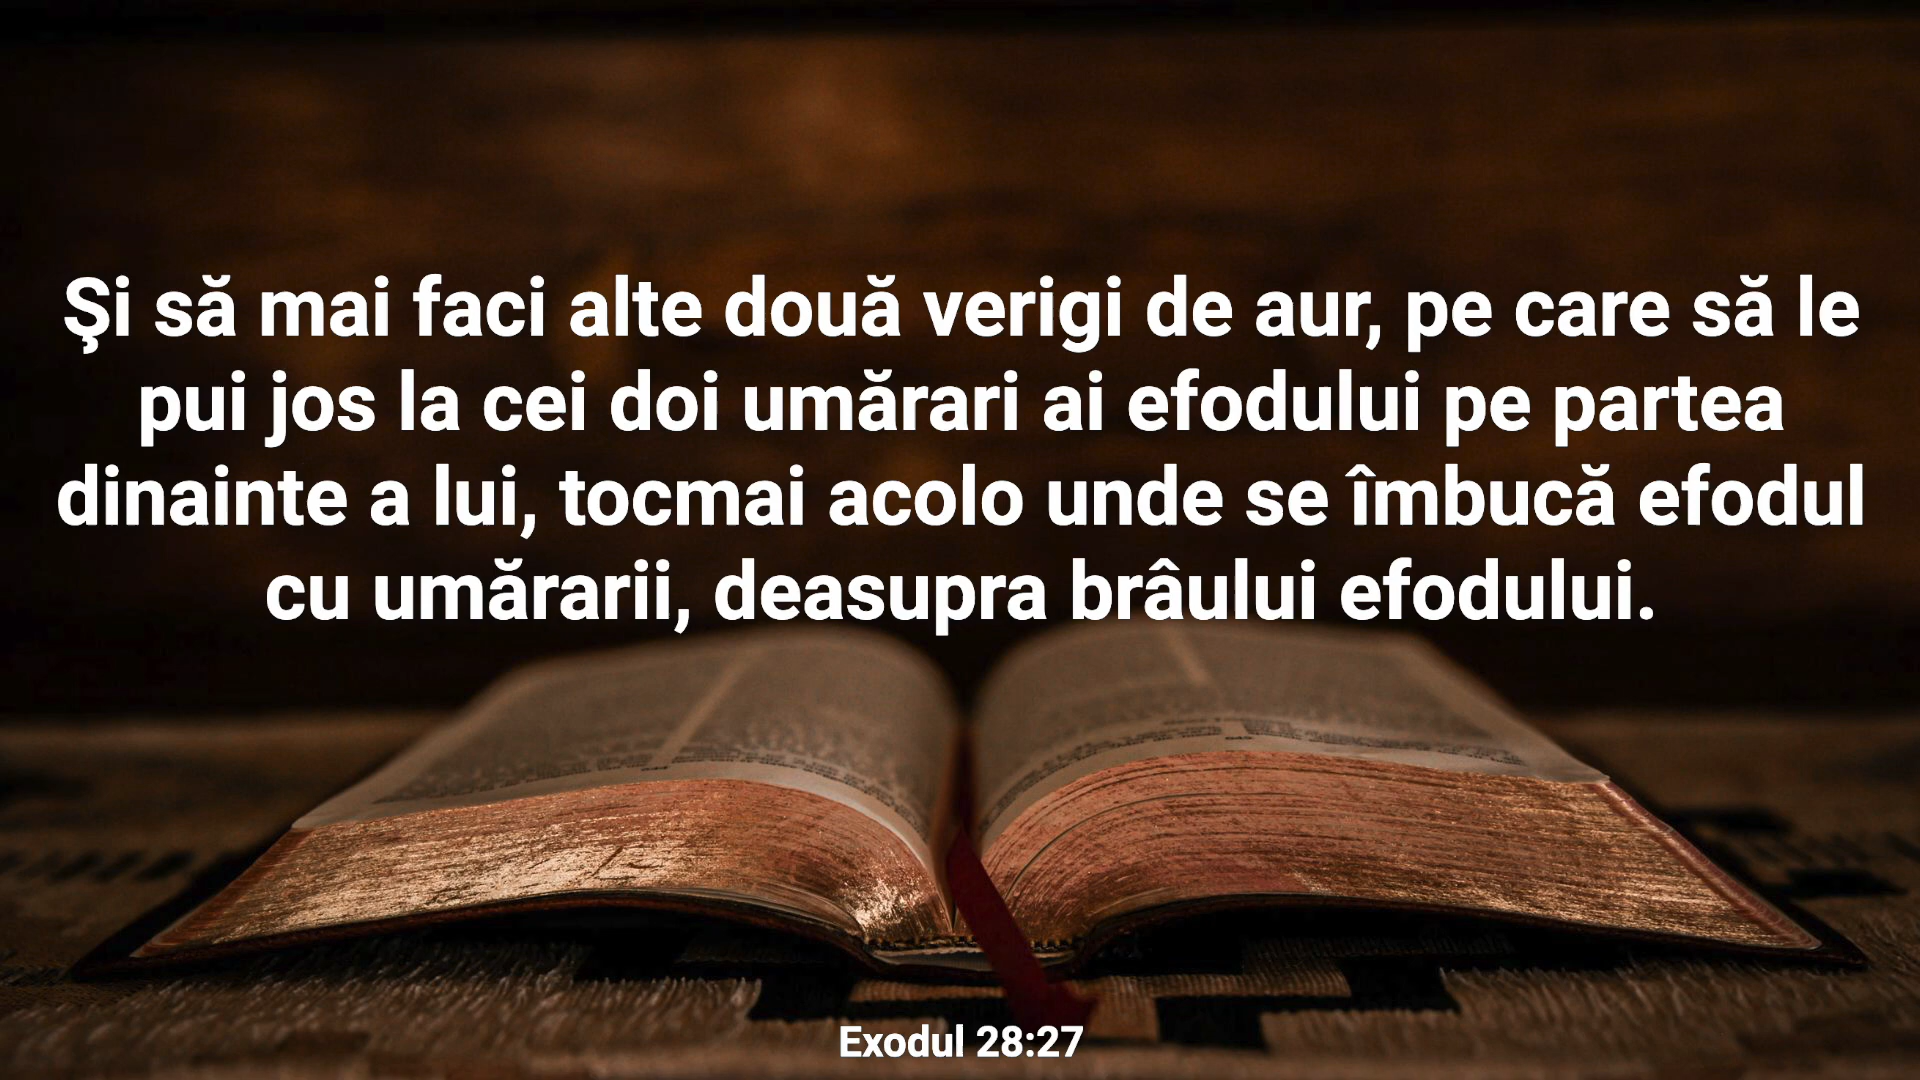 Şi să mai faci alte două verigi de aur, pe care să le
pui jos la cei doi umărari ai efodului pe partea
dinainte a lui, tocmai acolo unde se îmbucă efodul
cu umărarii, deasupra brâului efodului.
Exodul 28:27